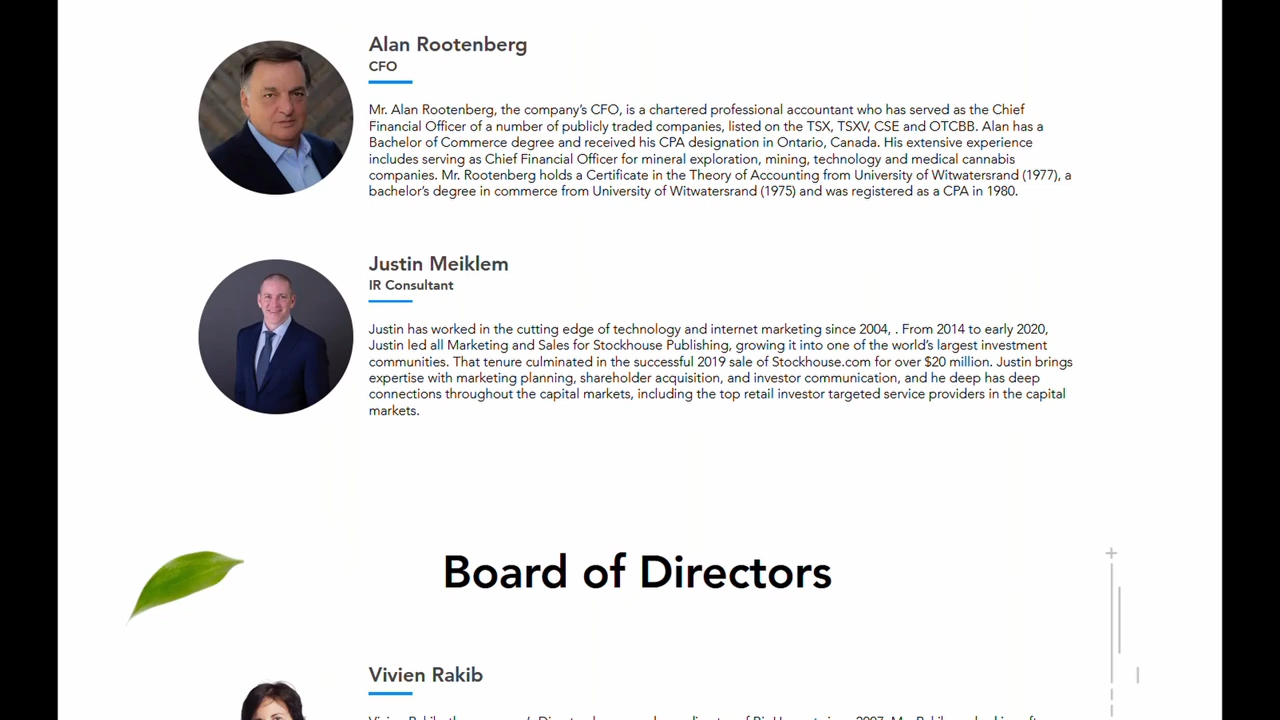 Alan Rootenberg
CFO
Mr. Alan Rootenberg, the company's CFO, is a chartered professional accountant who has served as the Chief
Financial Officer of a number of publicly traded companies, listed on the TSX, TSXV, CSE and OTCBB. Alan has a
Bachelor of Commerce degree and received his CPA designation in Ontario, Canada. His extensive experience
includes serving as Chief Financial Officer for mineral exploration, mining, technology and medical cannabis
companies. Mr. Rootenberg holds a Certificate in the Theory of Accounting from University of Witwatersrand (1977), a
bachelor's degree in commerce from University of Witwatersrand (1975) and was registered as a CPA in 1980.
Justin Meiklem
IR Consultant
Justin has worked in the cutting edge of technology and internet marketing since 2004, . From 2014 to early 2020,
Justin led all Marketing and Sales for Stockhouse Publishing, growing it into one of the world's largest investment
communities. That tenure culminated in the successful 2019 sale of Stockhouse.com for over $20 million. Justin brings
expertise with marketing planning, shareholder acquisition, and investor communication, and he deep has deep
connections throughout the capital markets, including the top retail investor targeted service providers in the capital
markets.
Board of Directors
Vivien Rakib